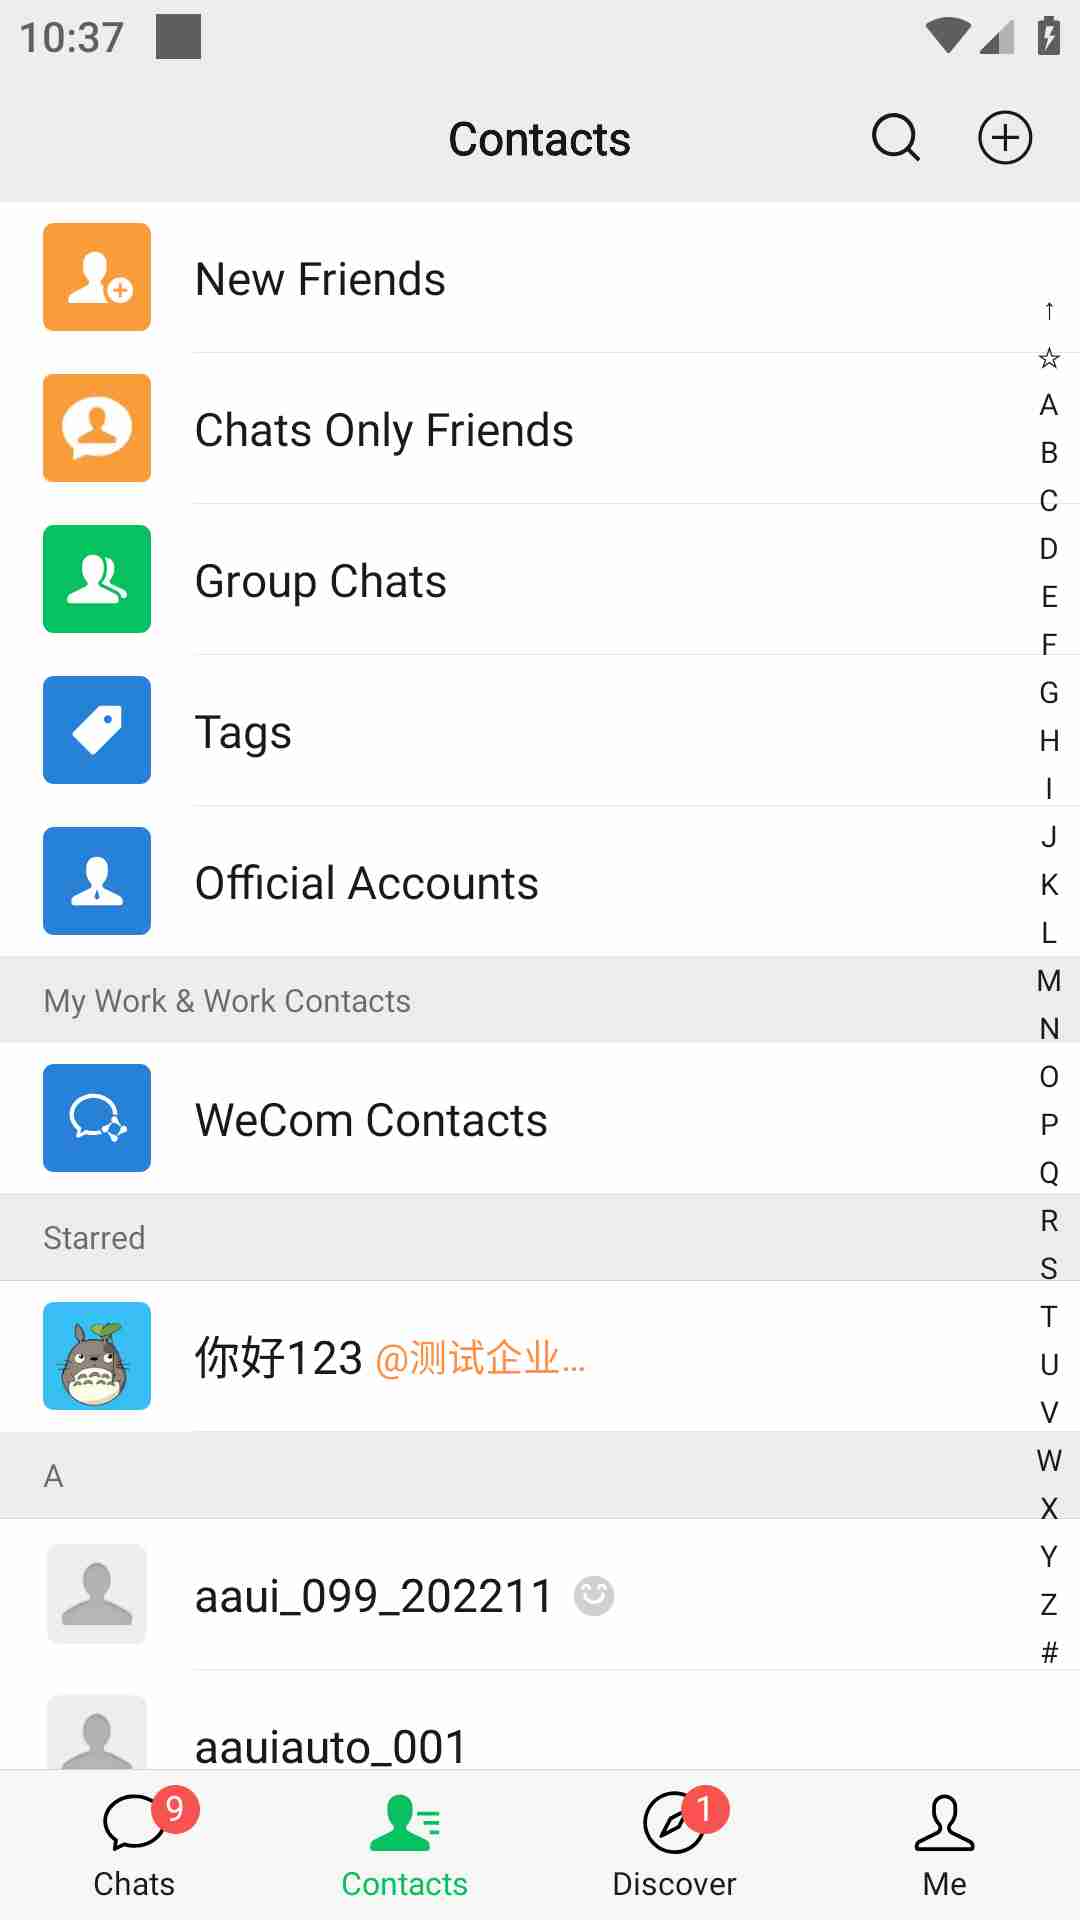 10:37
Contacts
New Friends
Chats Only Friends
Group Chats
Tags
Official Accounts
My Work & Work Contacts
WeCom Contacts
Starred
你好123 @测试企业...
A
aaui_099_202211
aauiauto_001
↑
☆
A
B
C
D
E
F
G
H
I
J
K
L
M
N
O
P
Q
R
S
T
U
V
W
X
Y
Z
#
9
1
Chats
Contacts
Discover
Me